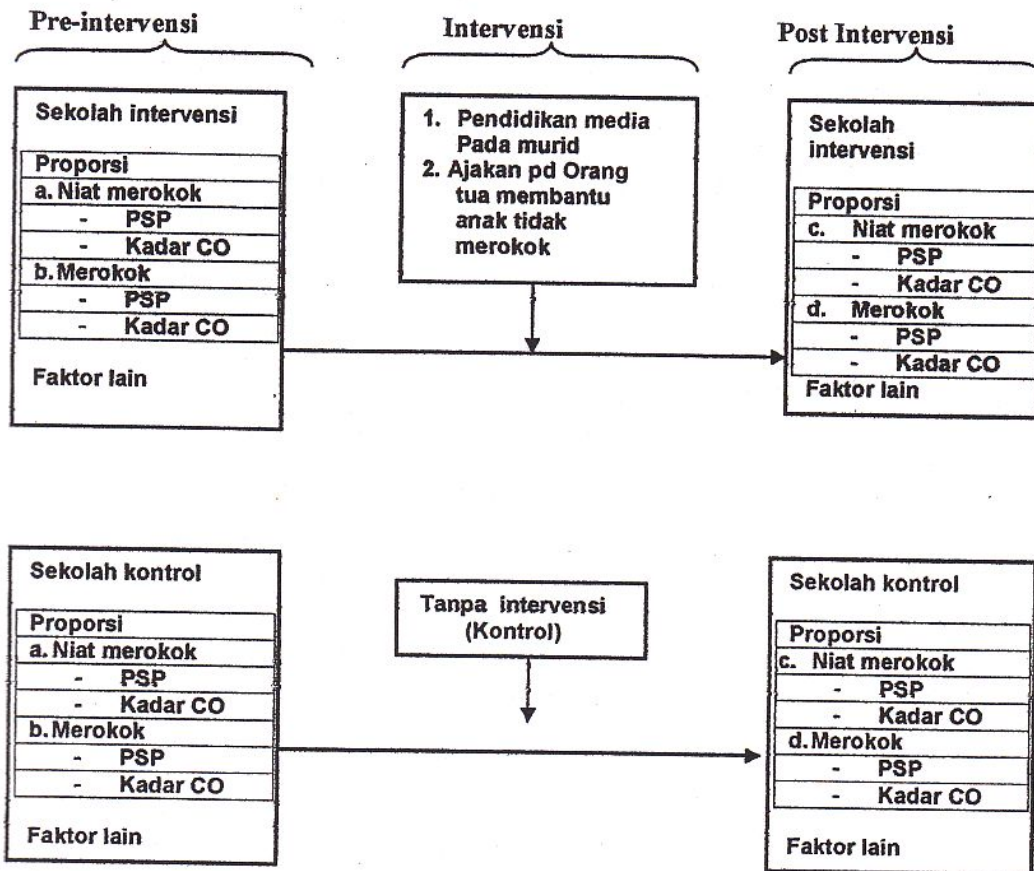 Pre-intervensi
Intervensi
Post Intervensi
Sekolah intervensi
Proporsi
a. Niat merokok
- PSP
- Kadar CO
b. Merokok
- PSP
- Kadar CO
Faktor lain
1. Pendidikan media
Pada murid
2. Ajakan pd Orang
tua membantu
anak tidak
merokok
Sekolah
intervensi
Proporsi
c. Niat merokok
- PSP
- Kadar CO
d. Merokok
- PSP
- Kadar CO
Faktor lain
Sekolah kontrol
Proporsi
a. Niat merokok
- PSP
- Kadar CO
b. Merokok
- PSP
- Kadar CO
Faktor lain
Tanpa intervensi
(Kontrol)
Sekolah kontrol
Proporsi
c. Niat merokok
- PSP
- Kadar CO
d. Merokok
- PSP
- Kadar CO
Faktor lain